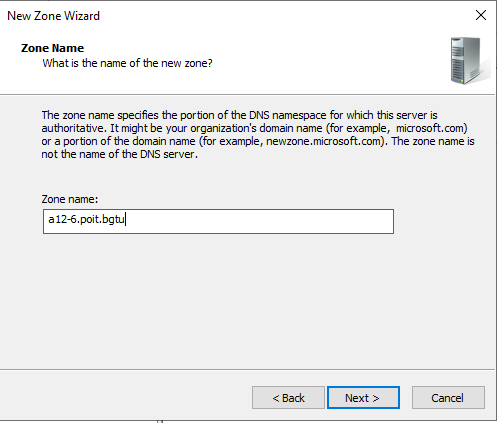 New Zone Wizard
Zone Name
What is the name of the new zone?
The zone name specifies the portion of the DNS namespace for which this server is
authoritative. It might be your organization's domain name (for example, microsoft.com)
or a portion of the domain name (for example, newzone.microsoft.com). The zone name is
not the name of the DNS server.
Zone name:
a12-6.poit.bgtu
< Back
Next >
Cancel